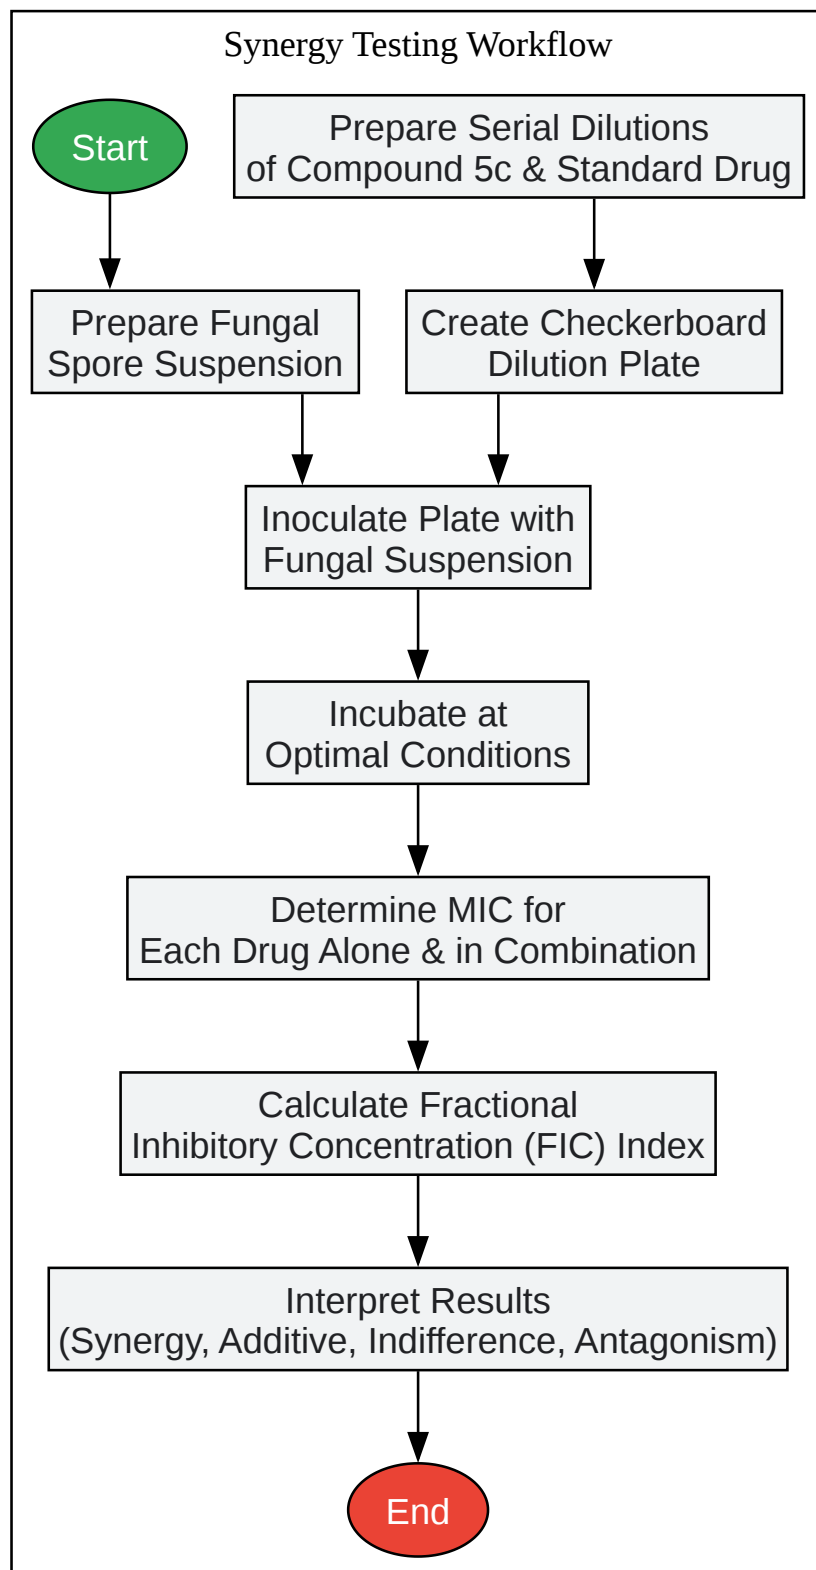 Synergy Testing Workflow
Start
Prepare Serial Dilutions
of Compound 5c & Standard Drug
Prepare Fungal
Spore Suspension
Create Checkerboard
Dilution Plate
Inoculate Plate with
Fungal Suspension
Incubate at
Optimal Conditions
Determine MIC for
Each Drug Alone & in Combination
Calculate Fractional
Inhibitory Concentration (FIC) Index
Interpret Results
(Synergy, Additive, Indifference, Antagonism)
End